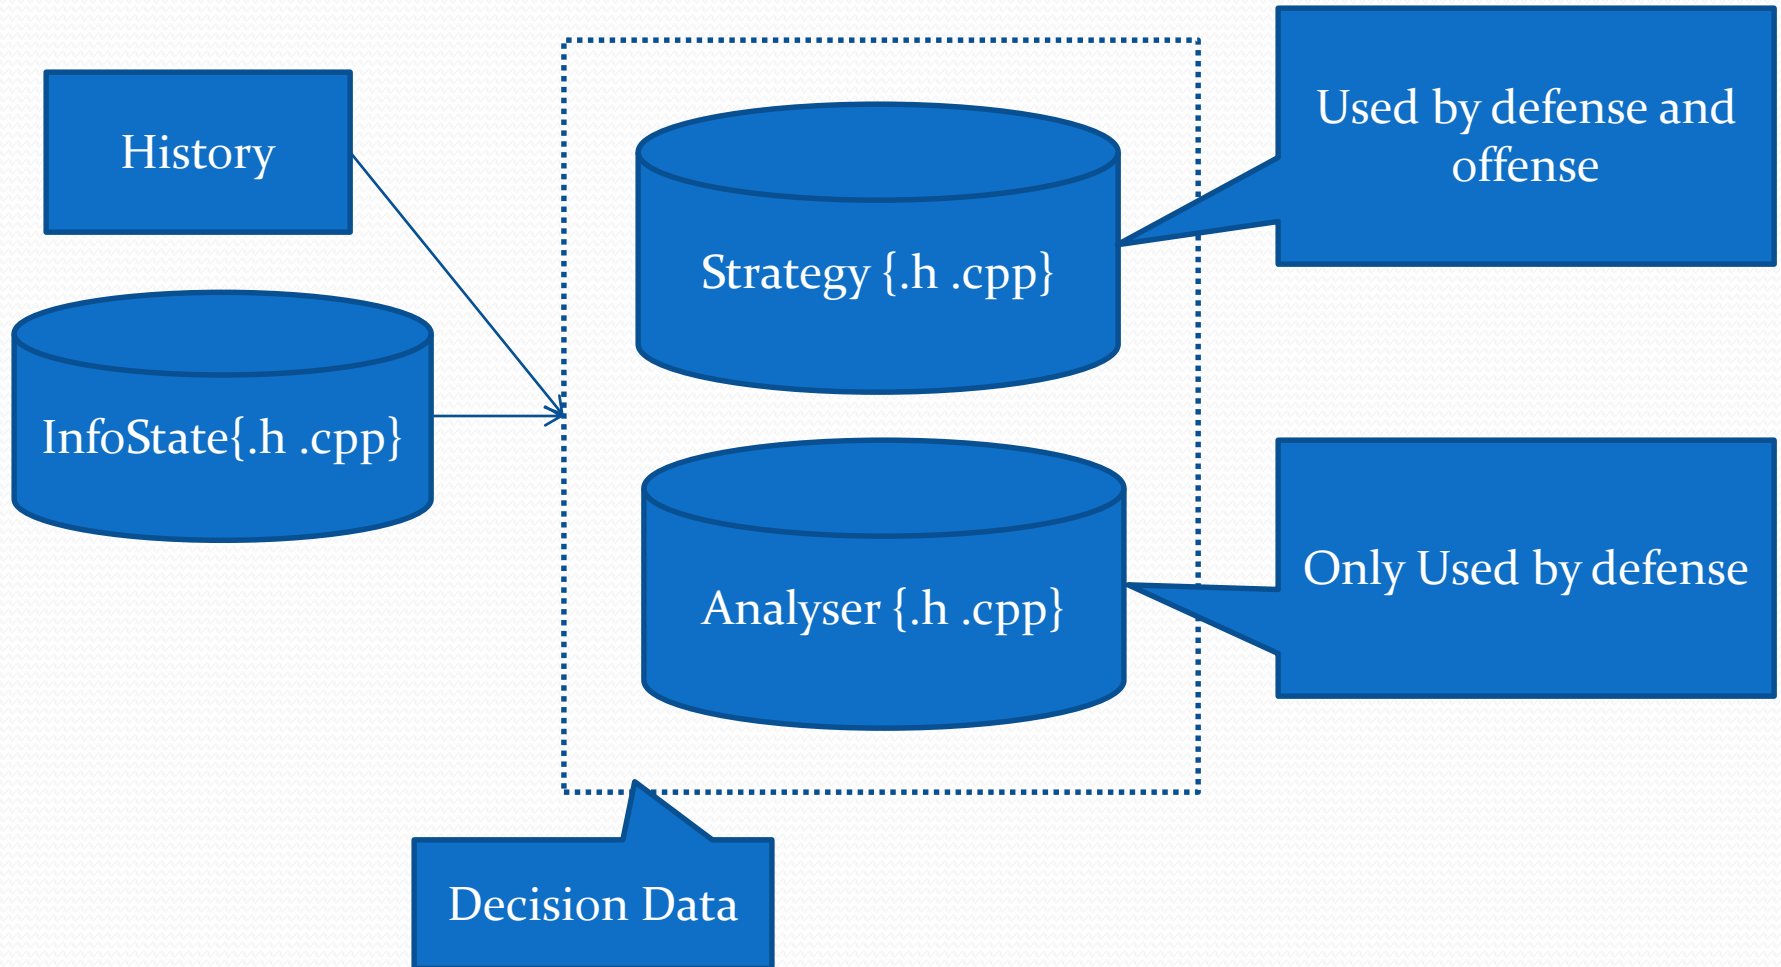 History
InfoState{.h .cpp}
Strategy {.h .cpp}
Analyser {.h .cpp}
Used by defense and
offense
Only Used by defense
Decision Data